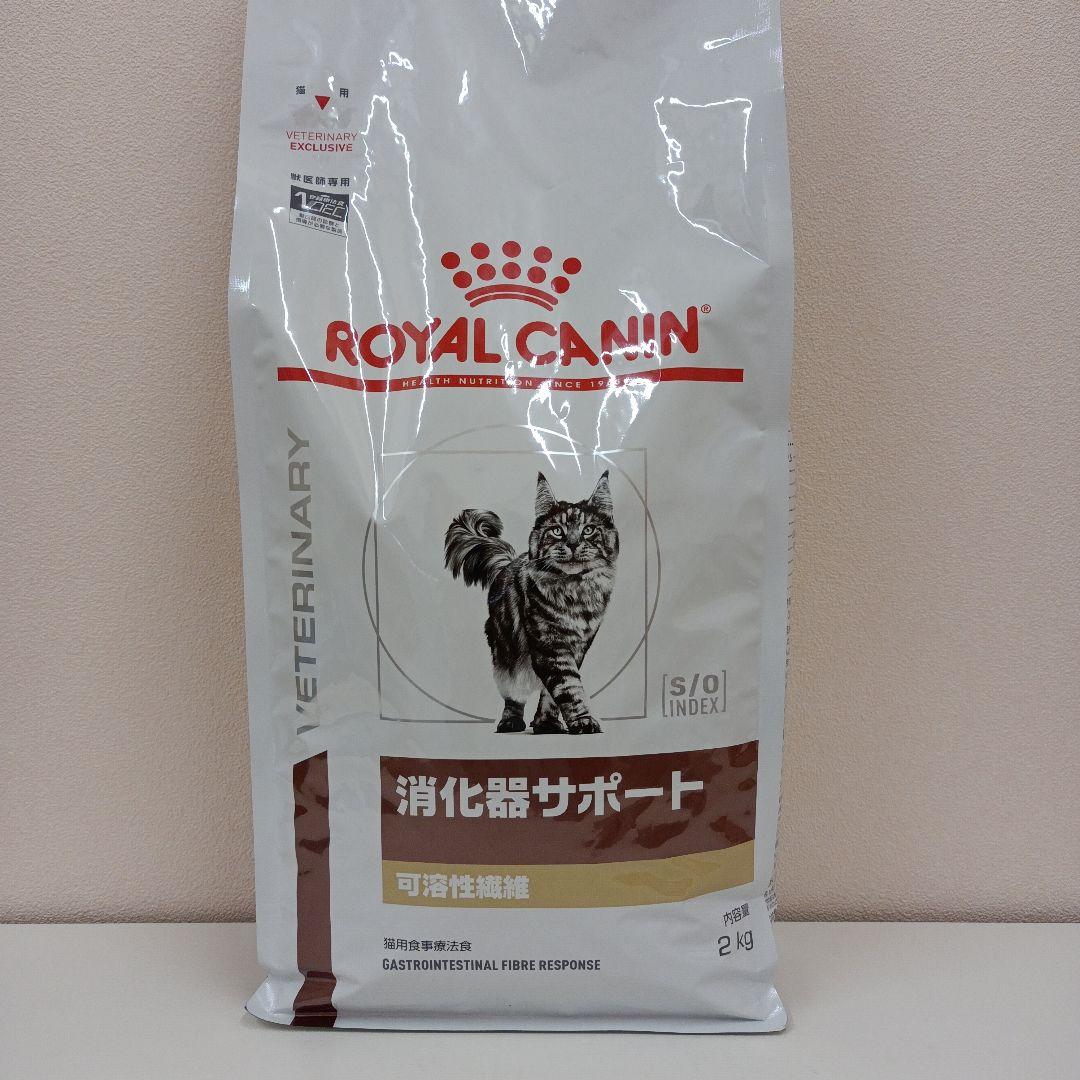 猫 用
VETERINARY
EXCLUSIVE
獣医師専用
ROYAL CANIN®
HEALTH NUTRITION SINCE 1968
VETERINARY
S/O
INDEX
消化器サポート
可溶性繊維
内容量
2 kg
猫用食事療法食
GASTROINTESTINAL FIBRE RESPONSE